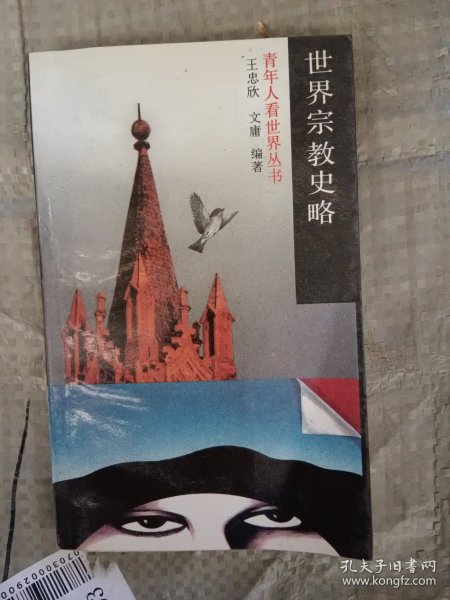 世界宗教史略
青年人看世界丛书
王忠欣 文庸 编著
07030002900
孔夫子旧书网
www.kongfz.com